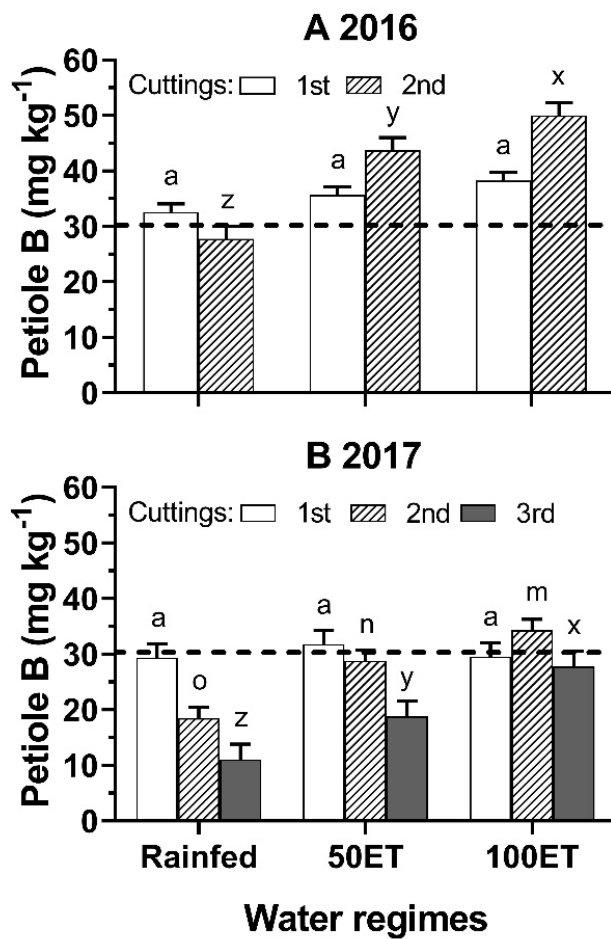 A 2016
Petiole B (mg kg⁻¹)
60
50
40
30
20
10
0
Cuttings: 1st 2nd
a z a y a x
B 2017
Petiole B (mg kg⁻¹)
60
50
40
30
20
10
0
Cuttings: 1st 2nd 3rd
a o z a n y a m x
Rainfed 50ET 100ET
Water regimes